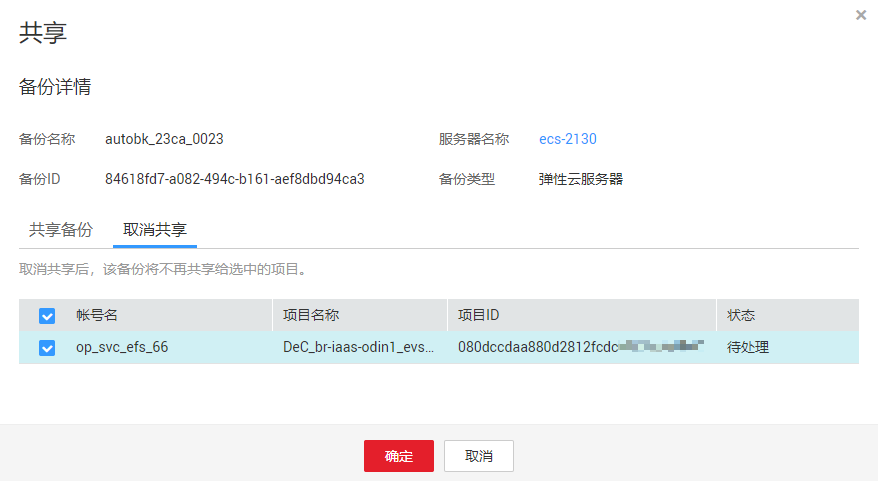 共享
备份详情
备份名称 autobk_23ca_0023 服务器名称 ecs-2130
备份ID 84618fd7-a082-494c-b161-aef8dbd94ca3 备份类型 弹性云服务器
共享备份 取消共享
取消共享后，该备份将不再共享给选中的项目。
帐号名 项目名称 项目ID 状态
op_svc_efs_66 DeC_br-iaas-odin1_evs... 080dccdaa880d2812fcdc 待处理
确定 取消